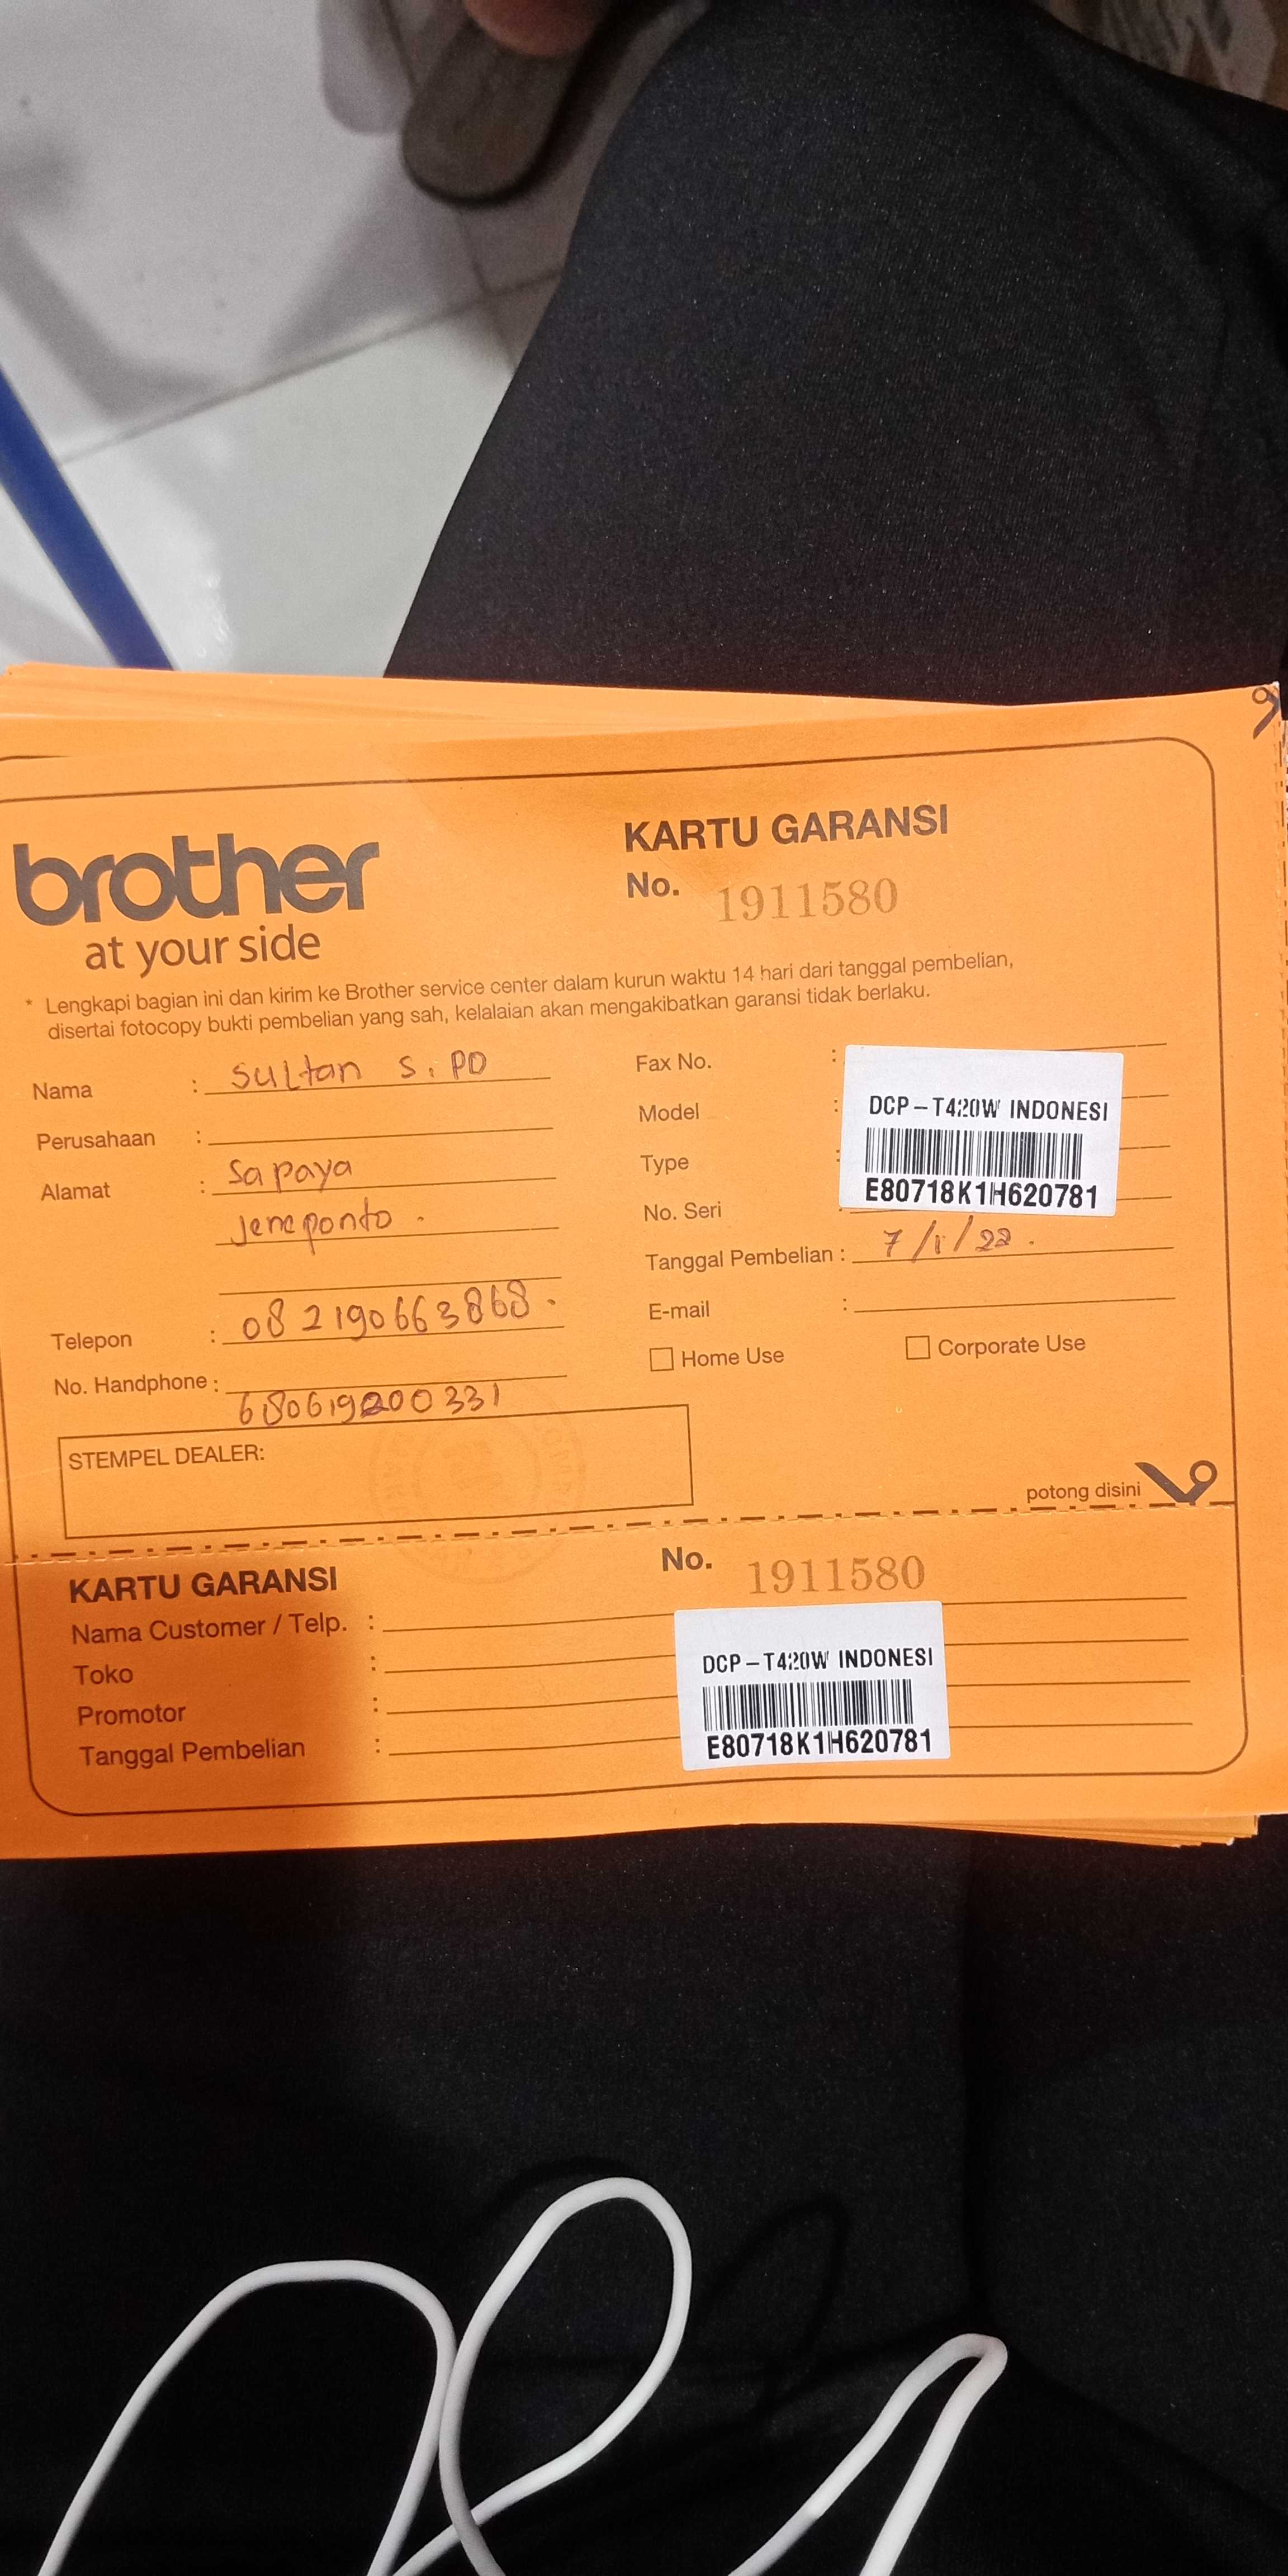 brother
at your side
KARTU GARANSI
No. 1911580
* Lengkapi bagian ini dan kirim ke Brother service center dalam kurun waktu 14 hari dari tanggal pembelian,
disertai fotocopy bukti pembelian yang sah, kelalaian akan mengakibatkan garansi tidak berlaku.
Nama : Sultan S.PD
Perusahaan :
Alamat : Sapaya
Jeneponto .
Telepon : 082190663868.
No. Handphone :
680619200331
STEMPEL DEALER:
Fax No. :
Model :
Type :
No. Seri
DCP-T420W INDONESI
E80718K1H620781
Tanggal Pembelian : 7/1/22.
E-mail :
Home Use
Corporate Use
potong disini
KARTU GARANSI
No. 1911580
Nama Customer / Telp. :
Toko :
Promotor :
Tanggal Pembelian :
DCP-T420W INDONESI
E80718K1H620781